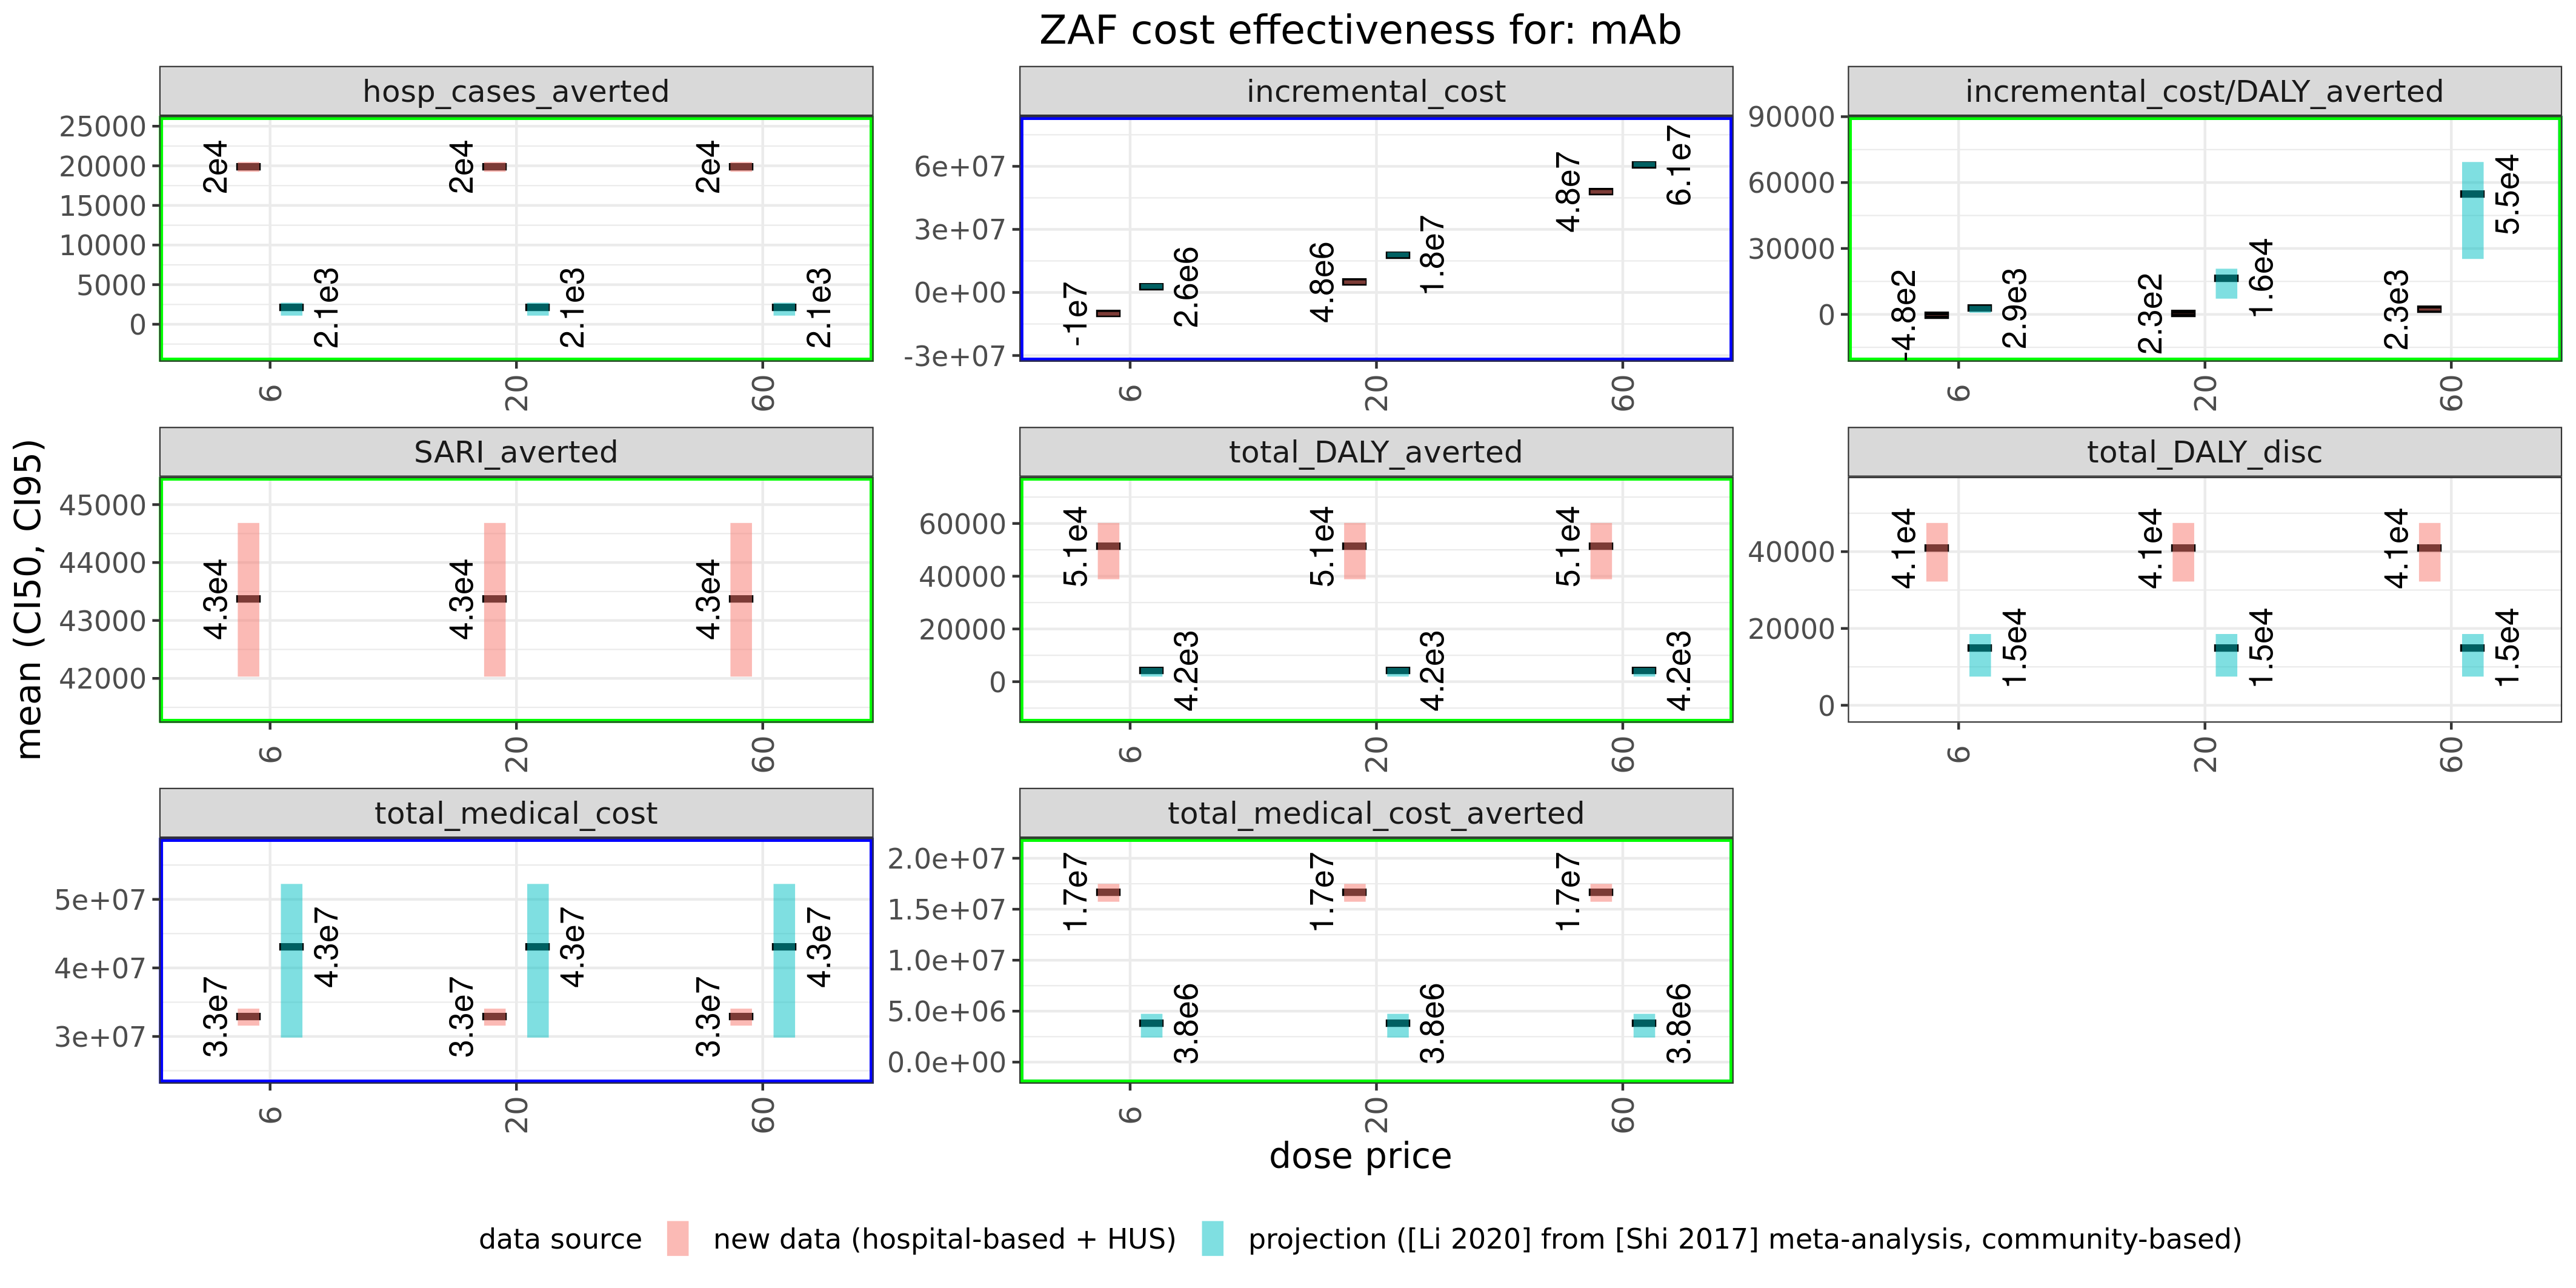 ZAF cost effectiveness for: mAb
hosp_cases_averted
25000
20000
15000
10000
5000
0
2e4
2.1e3
2e4
2.1e3
2e4
2.1e3
6
20
60
incremental_cost
6e+07
3e+07
0e+00
-3e+07
-1e7
2.6e6
4.8e6
1.8e7
4.8e7
6.1e7
6
20
60
incremental_cost/DALY_averted
90000
60000
30000
0
-4.8e2
2.9e3
2.3e2
1.6e4
2.3e3
5.5e4
6
20
60
mean (CI50, CI95)
SARI_averted
45000
44000
43000
42000
4.3e4
4.3e4
4.3e4
6
20
60
total_DALY_averted
60000
40000
20000
0
5.1e4
4.2e3
5.1e4
4.2e3
5.1e4
4.2e3
6
20
60
total_DALY_disc
40000
20000
0
4.1e4
1.5e4
4.1e4
1.5e4
4.1e4
1.5e4
6
20
60
total_medical_cost
5e+07
4e+07
3e+07
3.3e7
4.3e7
3.3e7
4.3e7
3.3e7
4.3e7
6
20
60
total_medical_cost_averted
2.0e+07
1.5e+07
1.0e+07
5.0e+06
0.0e+00
1.7e7
3.8e6
1.7e7
3.8e6
1.7e7
3.8e6
6
20
60
dose price
data source new data (hospital-based + HUS) projection ([Li 2020] from [Shi 2017] meta-analysis, community-based)